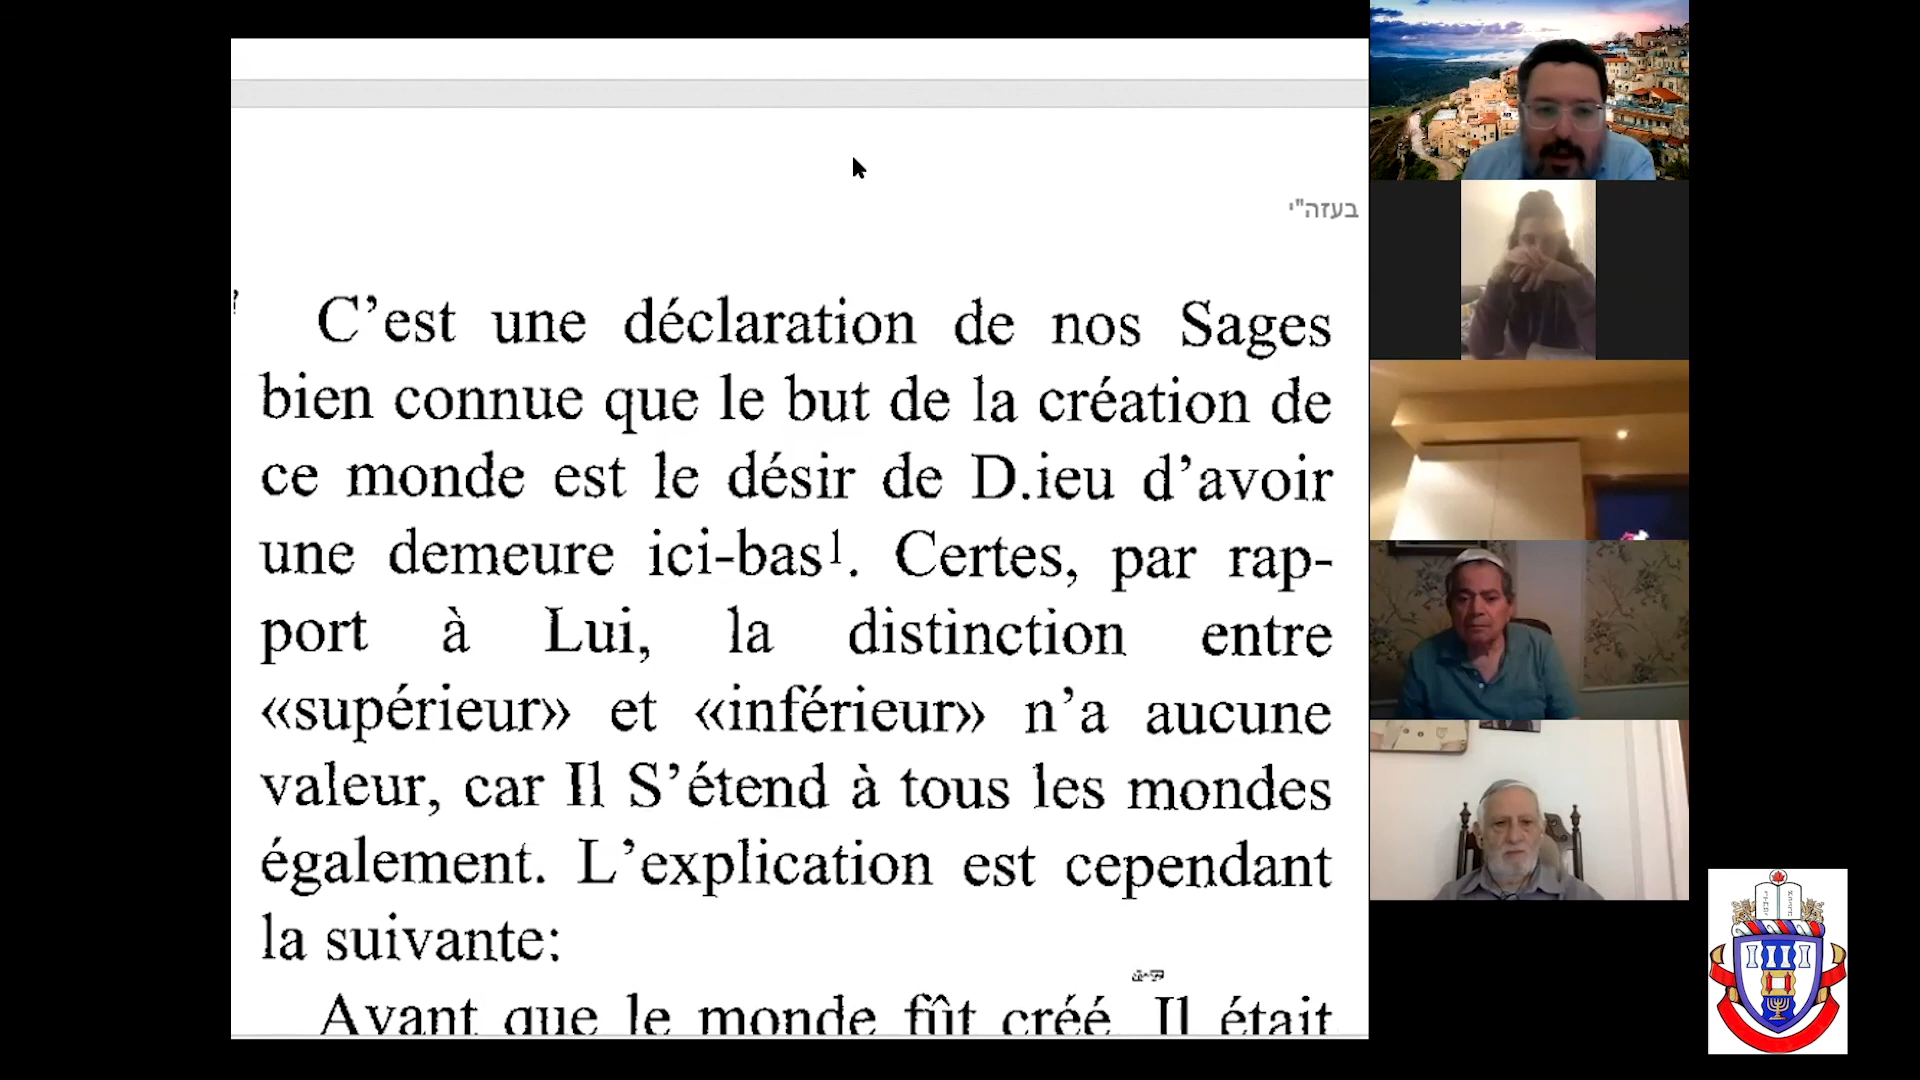 בעזה"י
C’est une déclaration de nos Sages
bien connue que le but de la création de
ce monde est le désir de D.ieu d’avoir
une demeure ici-bas1. Certes, par rap-
port à Lui, la distinction entre
«supérieur» et «inférieur» n’a aucune
valeur, car Il S’étend à tous les mondes
également. L’explication est cependant
la suivante:
Avant que le monde fût créé Il était